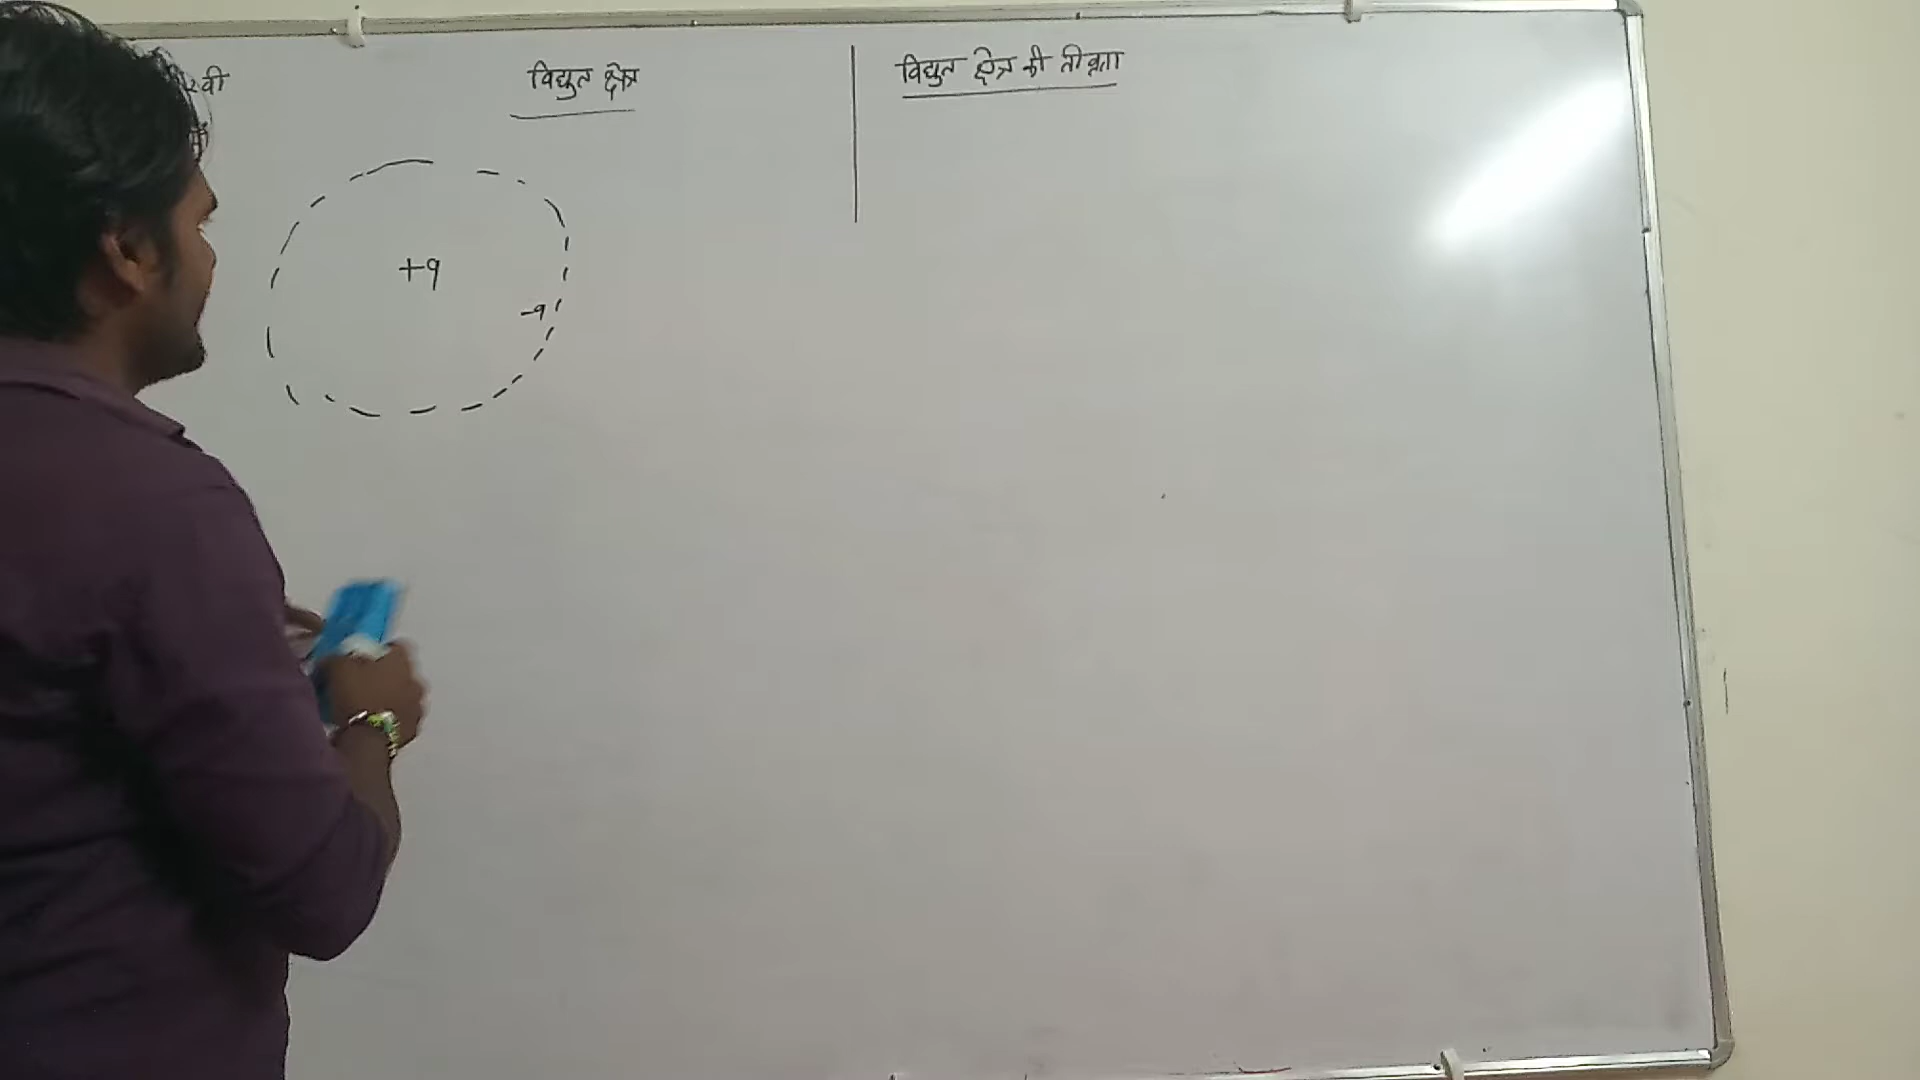 विद्युत क्षेत्र
विद्युत क्षेत्र की तीव्रता
+q
-q